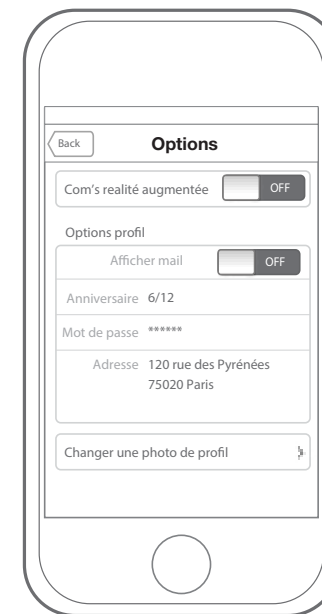 Back
Options
Com's realité augmentée OFF
Options profil
Afficher mail OFF
Anniversaire 6/12
Mot de passe ******
Adresse 120 rue des Pyrénées
75020 Paris
Changer une photo de profil